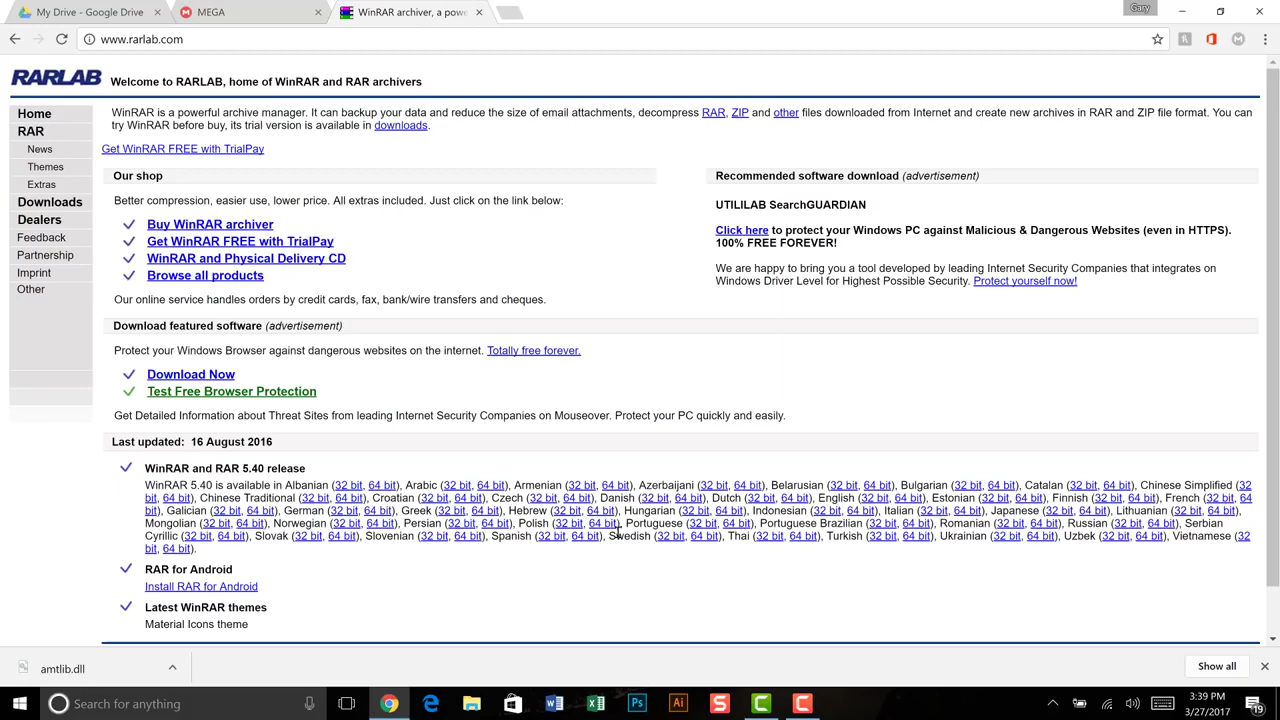 My Drive - Google Drive
MEGA
WinRAR archiver, a powe
Gary
www.rarlab.com
RARLAB
Welcome to RARLAB, home of WinRAR and RAR archivers
Home
RAR
News
Themes
Extras
Downloads
Dealers
Feedback
Partnership
Imprint
Other
WinRAR is a powerful archive manager. It can backup your data and reduce the size of email attachments, decompress RAR, ZIP and other files downloaded from Internet and create new archives in RAR and ZIP file format. You can
try WinRAR before buy, its trial version is available in downloads.
Get WinRAR FREE with TrialPay
Our shop
Better compression, easier use, lower price. All extras included. Just click on the link below:
Buy WinRAR archiver
Get WinRAR FREE with TrialPay
WinRAR and Physical Delivery CD
Browse all products
Our online service handles orders by credit cards, fax, bank/wire transfers and cheques.
Recommended software download (advertisement)
UTILILAB SearchGUARDIAN
Click here to protect your Windows PC against Malicious & Dangerous Websites (even in HTTPS).
100% FREE FOREVER!
We are happy to bring you a tool developed by leading Internet Security Companies that integrates on
Windows Driver Level for Highest Possible Security. Protect yourself now!
Download featured software (advertisement)
Protect your Windows Browser against dangerous websites on the internet. Totally free forever.
Download Now
Test Free Browser Protection
Get Detailed Information about Threat Sites from leading Internet Security Companies on Mouseover. Protect your PC quickly and easily.
Last updated: 16 August 2016
WinRAR and RAR 5.40 release
WinRAR 5.40 is available in Albanian (32 bit, 64 bit), Arabic (32 bit, 64 bit), Armenian (32 bit, 64 bit), Azerbaijani (32 bit, 64 bit), Belarusian (32 bit, 64 bit), Bulgarian (32 bit, 64 bit), Catalan (32 bit, 64 bit), Chinese Simplified (32
bit, 64 bit), Chinese Traditional (32 bit, 64 bit), Croatian (32 bit, 64 bit), Czech (32 bit, 64 bit), Danish (32 bit, 64 bit), Dutch (32 bit, 64 bit), English (32 bit, 64 bit), Estonian (32 bit, 64 bit), Finnish (32 bit, 64 bit), French (32 bit, 64
bit), Galician (32 bit, 64 bit), German (32 bit, 64 bit), Greek (32 bit, 64 bit), Hebrew (32 bit, 64 bit), Hungarian (32 bit, 64 bit), Indonesian (32 bit, 64 bit), Italian (32 bit, 64 bit), Japanese (32 bit, 64 bit), Lithuanian (32 bit, 64 bit),
Mongolian (32 bit, 64 bit), Norwegian (32 bit, 64 bit), Persian (32 bit, 64 bit), Polish (32 bit, 64 bit), Portuguese (32 bit, 64 bit), Portuguese Brazilian (32 bit, 64 bit), Romanian (32 bit, 64 bit), Russian (32 bit, 64 bit), Serbian
Cyrillic (32 bit, 64 bit), Slovak (32 bit, 64 bit), Slovenian (32 bit, 64 bit), Spanish (32 bit, 64 bit), Swedish (32 bit, 64 bit), Thai (32 bit, 64 bit), Turkish (32 bit, 64 bit), Ukrainian (32 bit, 64 bit), Uzbek (32 bit, 64 bit), Vietnamese (32
bit, 64 bit).
RAR for Android
Install RAR for Android
Latest WinRAR themes
Material Icons theme
amtlib.dll
Show all
Search for anything
3:39 PM
3/27/2017
19